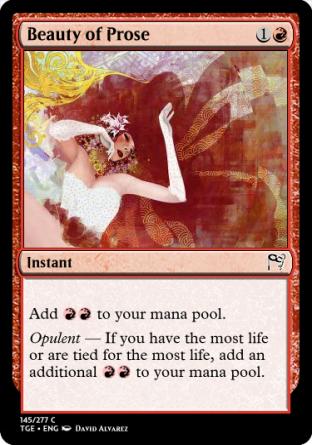 Beauty of Prose 1
Instant
Add to your mana pool.
Opulent — If you have the most life
or are tied for the most life, add an
additional to your mana pool.
145/277 C
TGE • ENG David Alvarez